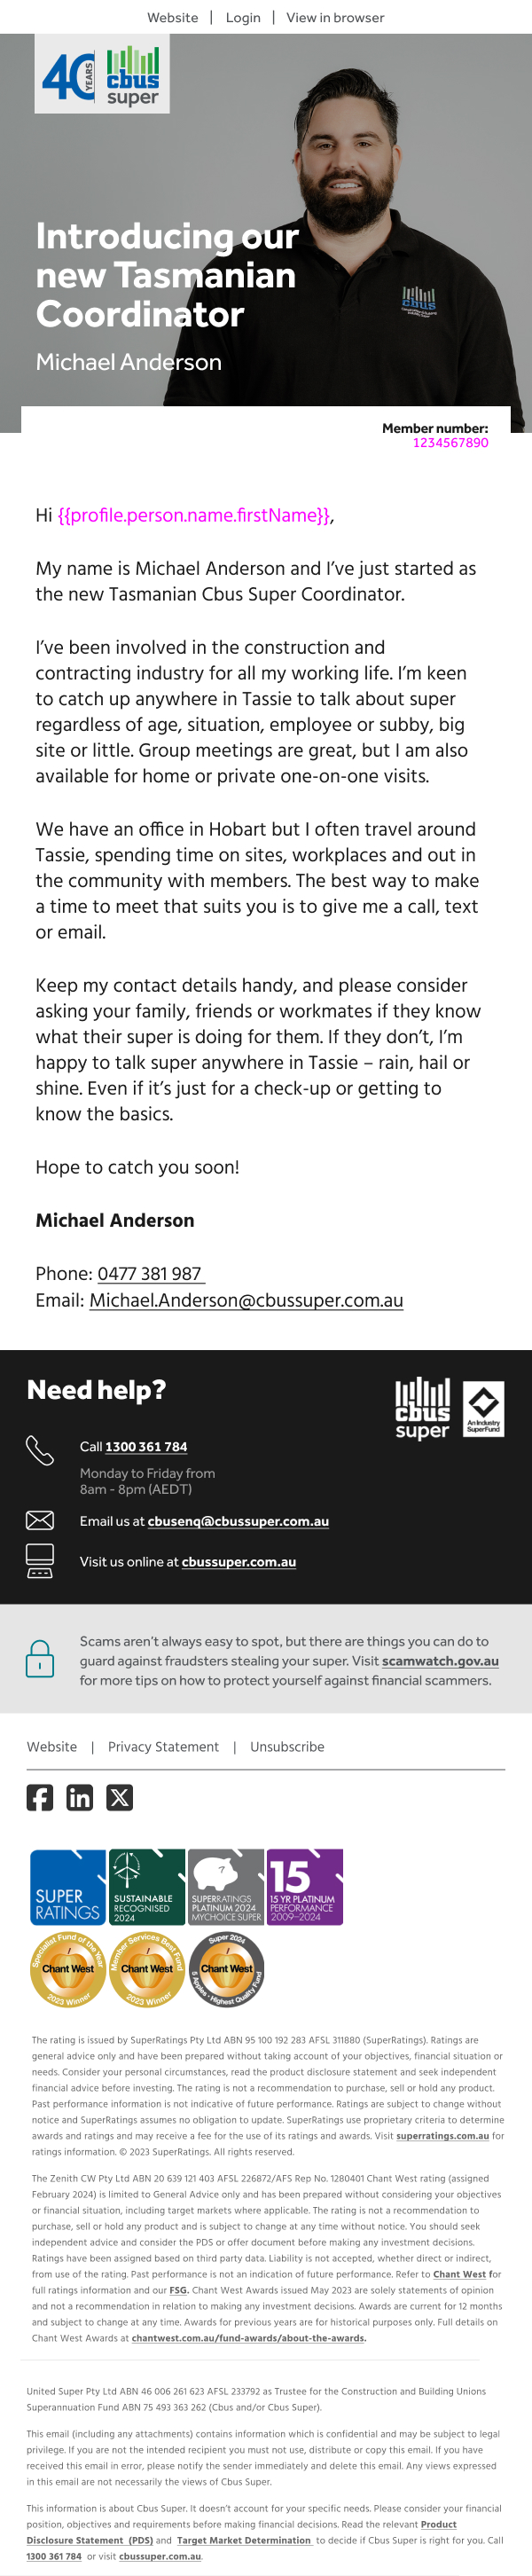 Website | Login | View in browser
40 YEARS cbus super
Introducing our
new Tasmanian
Coordinator
Michael Anderson
cbus
Member number:
1234567890
Hi {{profile.person.name.firstName}},
My name is Michael Anderson and I’ve just started as
the new Tasmanian Cbus Super Coordinator.
I’ve been involved in the construction and
contracting industry for all my working life. I’m keen
to catch up anywhere in Tassie to talk about super
regardless of age, situation, employee or subby, big
site or little. Group meetings are great, but I am also
available for home or private one-on-one visits.
We have an office in Hobart but I often travel around
Tassie, spending time on sites, workplaces and out in
the community with members. The best way to make
a time to meet that suits you is to give me a call, text
or email.
Keep my contact details handy, and please consider
asking your family, friends or workmates if they know
what their super is doing for them. If they don’t, I’m
happy to talk super anywhere in Tassie – rain, hail or
shine. Even if it’s just for a check-up or getting to
know the basics.
Hope to catch you soon!
Michael Anderson
Phone: 0477 381 987
Email: Michael.Anderson@cbussuper.com.au
Need help?
cbus super
An Industry SuperFund
Call 1300 361 784
Monday to Friday from
8am - 8pm (AEDT)
Email us at cbusenq@cbussuper.com.au
Visit us online at cbussuper.com.au
Scams aren’t always easy to spot, but there are things you can do to
guard against fraudsters stealing your super. Visit scamwatch.gov.au
for more tips on how to protect yourself against financial scammers.
Website | Privacy Statement | Unsubscribe
SUPER
RATINGS
SUSTAINABLE
RECOGNISED
2024
SUPERRATINGS
PLATINUM 2024
MYCHOICE SUPER
15
15 YR PLATINUM
PERFORMANCE
2009–2024
Specialist Fund of the Year
Chant West
2023 Winner
Member Services Best Fund
Chant West
2023 Winner
Super 2024
Chant West
5 Apples - Highest Quality Fund
The rating is issued by SuperRatings Pty Ltd ABN 95 100 192 283 AFSL 311880 (SuperRatings). Ratings are
general advice only and have been prepared without taking account of your objectives, financial situation or
needs. Consider your personal circumstances, read the product disclosure statement and seek independent
financial advice before investing. The rating is not a recommendation to purchase, sell or hold any product.
Past performance information is not indicative of future performance. Ratings are subject to change without
notice and SuperRatings assumes no obligation to update. SuperRatings use proprietary criteria to determine
awards and ratings and may receive a fee for the use of its ratings and awards. Visit superratings.com.au for
ratings information. © 2023 SuperRatings. All rights reserved.
The Zenith CW Pty Ltd ABN 20 639 121 403 AFSL 226872/AFS Rep No. 1280401 Chant West rating (assigned
February 2024) is limited to General Advice only and has been prepared without considering your objectives
or financial situation, including target markets where applicable. The rating is not a recommendation to
purchase, sell or hold any product and is subject to change at any time without notice. You should seek
independent advice and consider the PDS or offer document before making any investment decisions.
Ratings have been assigned based on third party data. Liability is not accepted, whether direct or indirect,
from use of the rating. Past performance is not an indication of future performance. Refer to Chant West for
full ratings information and our FSG. Chant West Awards issued May 2023 are solely statements of opinion
and not a recommendation in relation to making any investment decisions. Awards are current for 12 months
and subject to change at any time. Awards for previous years are for historical purposes only. Full details on
Chant West Awards at chantwest.com.au/fund-awards/about-the-awards.
United Super Pty Ltd ABN 46 006 261 623 AFSL 233792 as Trustee for the Construction and Building Unions
Superannuation Fund ABN 75 493 363 262 (Cbus and/or Cbus Super).
This email (including any attachments) contains information which is confidential and may be subject to legal
privilege. If you are not the intended recipient you must not use, distribute or copy this email. If you have
received this email in error, please notify the sender immediately and delete this email. Any views expressed
in this email are not necessarily the views of Cbus Super.
This information is about Cbus Super. It doesn’t account for your specific needs. Please consider your financial
position, objectives and requirements before making financial decisions. Read the relevant Product
Disclosure Statement (PDS) and Target Market Determination to decide if Cbus Super is right for you. Call
1300 361 784 or visit cbussuper.com.au.